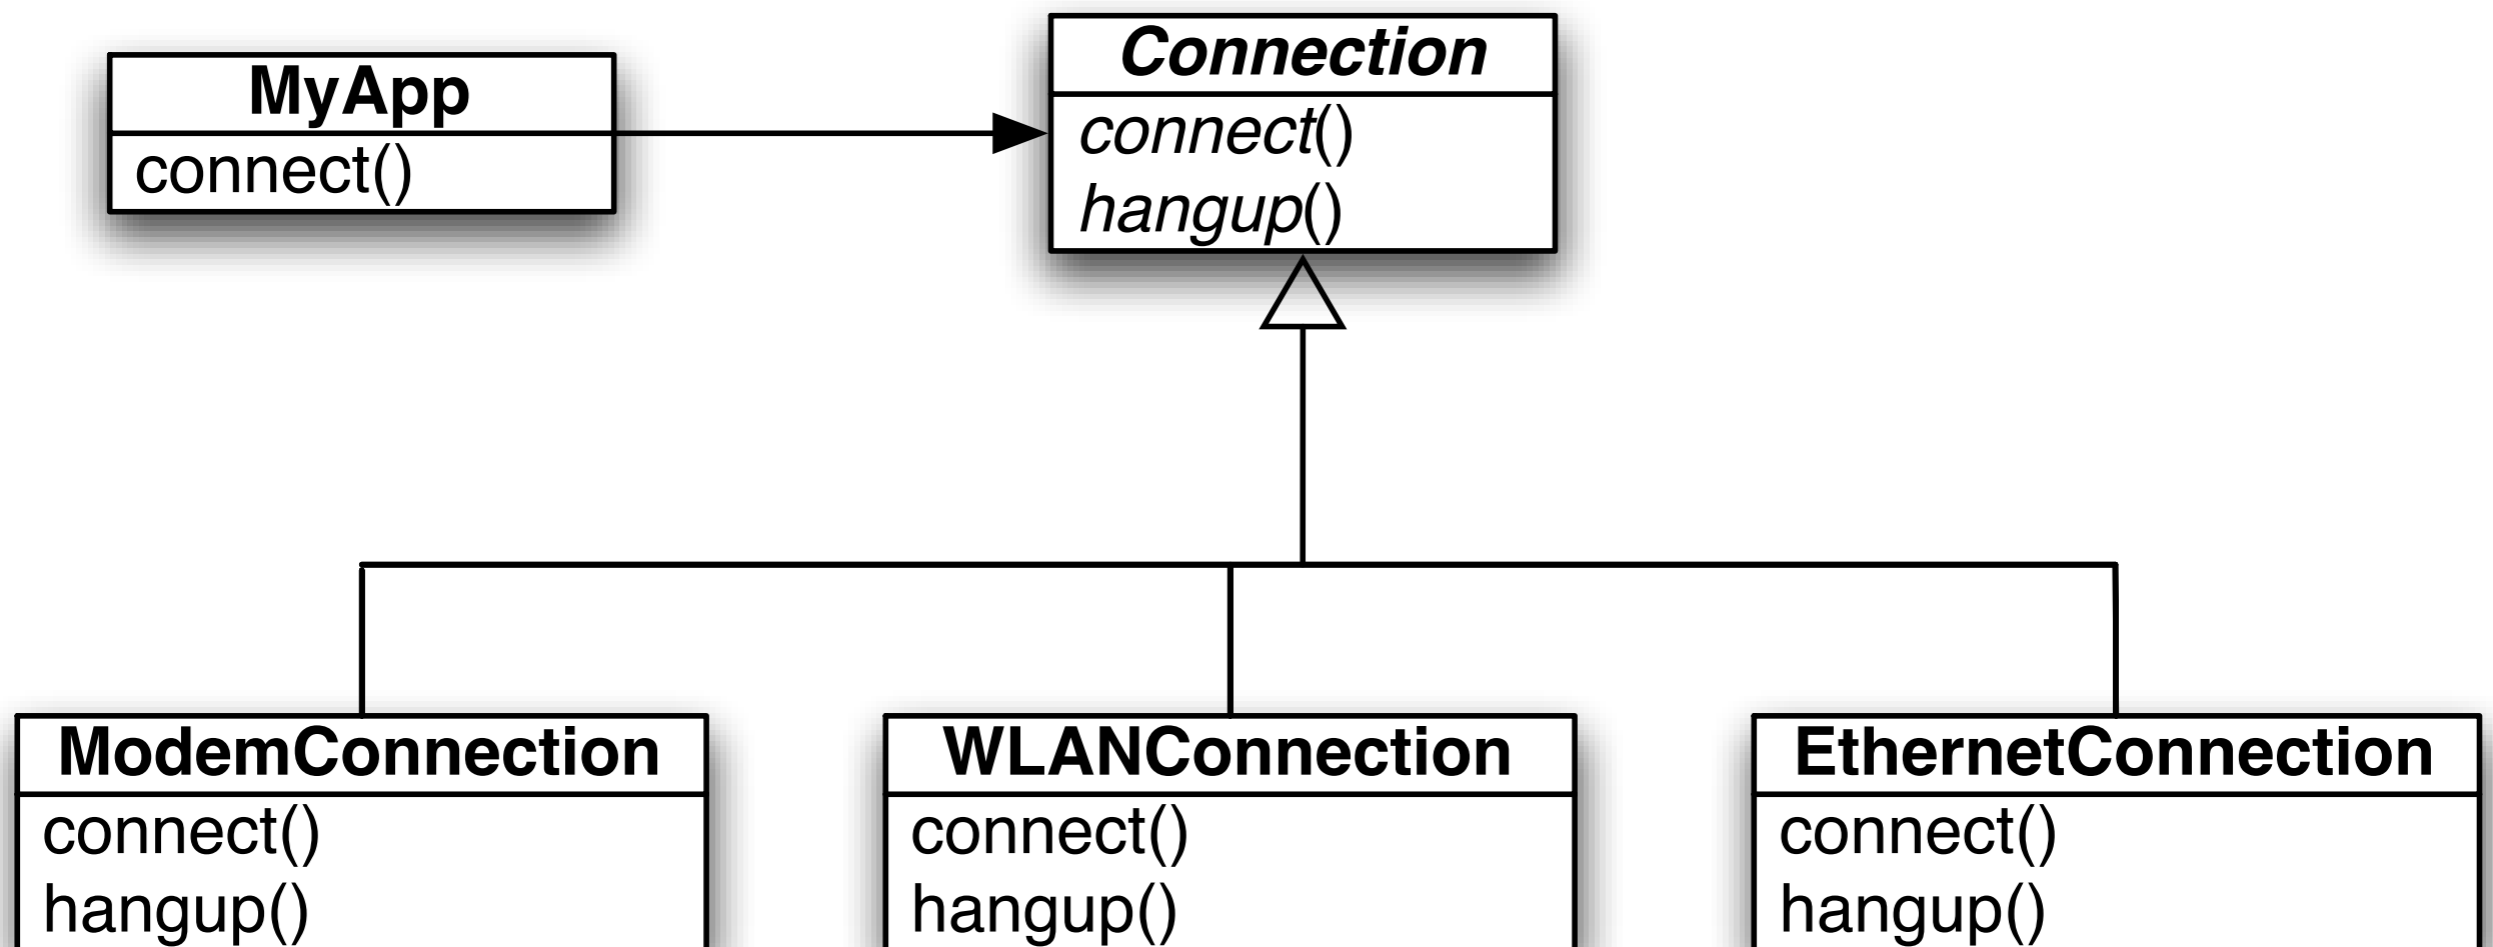 MyApp
connect()
Connection
connect()
hangup()
ModemConnection
connect()
hangup()
WLANConnection
connect()
hangup()
EthernetConnection
connect()
hangup()